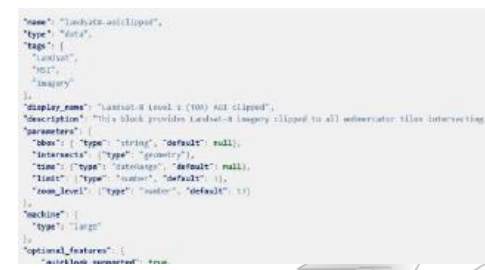 "name": "landsat8-aoiclipped",
"type": "data",
"tags": [
"Landsat",
"MSI",
"imagery"
],
"display_name": "Landsat-8 Level 1 (TOA) AOI clipped",
"description": "This block provides Landsat-8 imagery clipped to all webmercator tiles intersecting
"parameters": {
"bbox": { "type": "string", "default": null},
"intersects": {"type": "geometry"},
"time": {"type": "dateRange", "default": null},
"limit": {"type": "number", "default": 1},
"zoom_level": {"type": "number", "default": 17}
},
"machine": {
"type": "large"
},
"optional_features": {
"quicklook_supported": true,